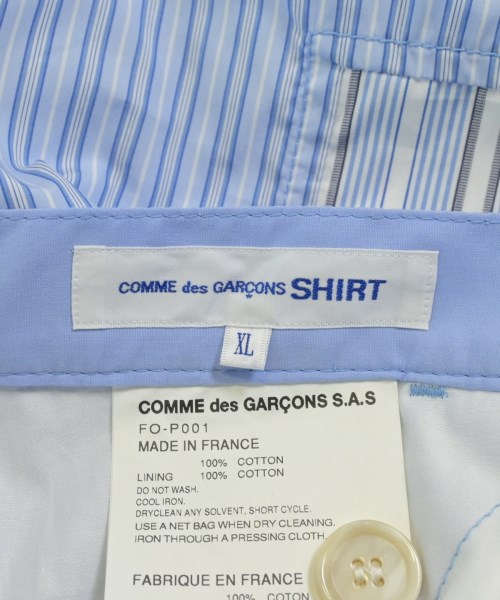 COMME des GARÇONS SHIRT
XL
COMME des GARÇONS S.A.S
FO-P001
MADE IN FRANCE
100% COTTON
LINING 100% COTTON
DO NOT WASH.
COOL IRON.
DRYCLEAN ANY SOLVENT, SHORT CYCLE.
USE A NET BAG WHEN DRY CLEANING.
IRON THROUGH A PRESSING CLOTH.
FABRIQUE EN FRANCE
100% COTON